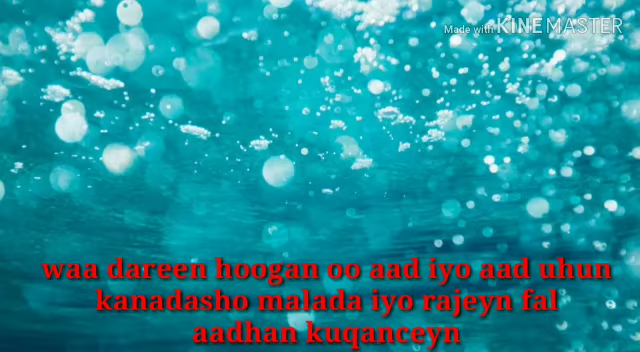 Made with KINEMASTER
waa dareen hoogan oo aad iyo aad uhun
kanadasho malada iyo rajeyn fal
aadhan kuqanceyn